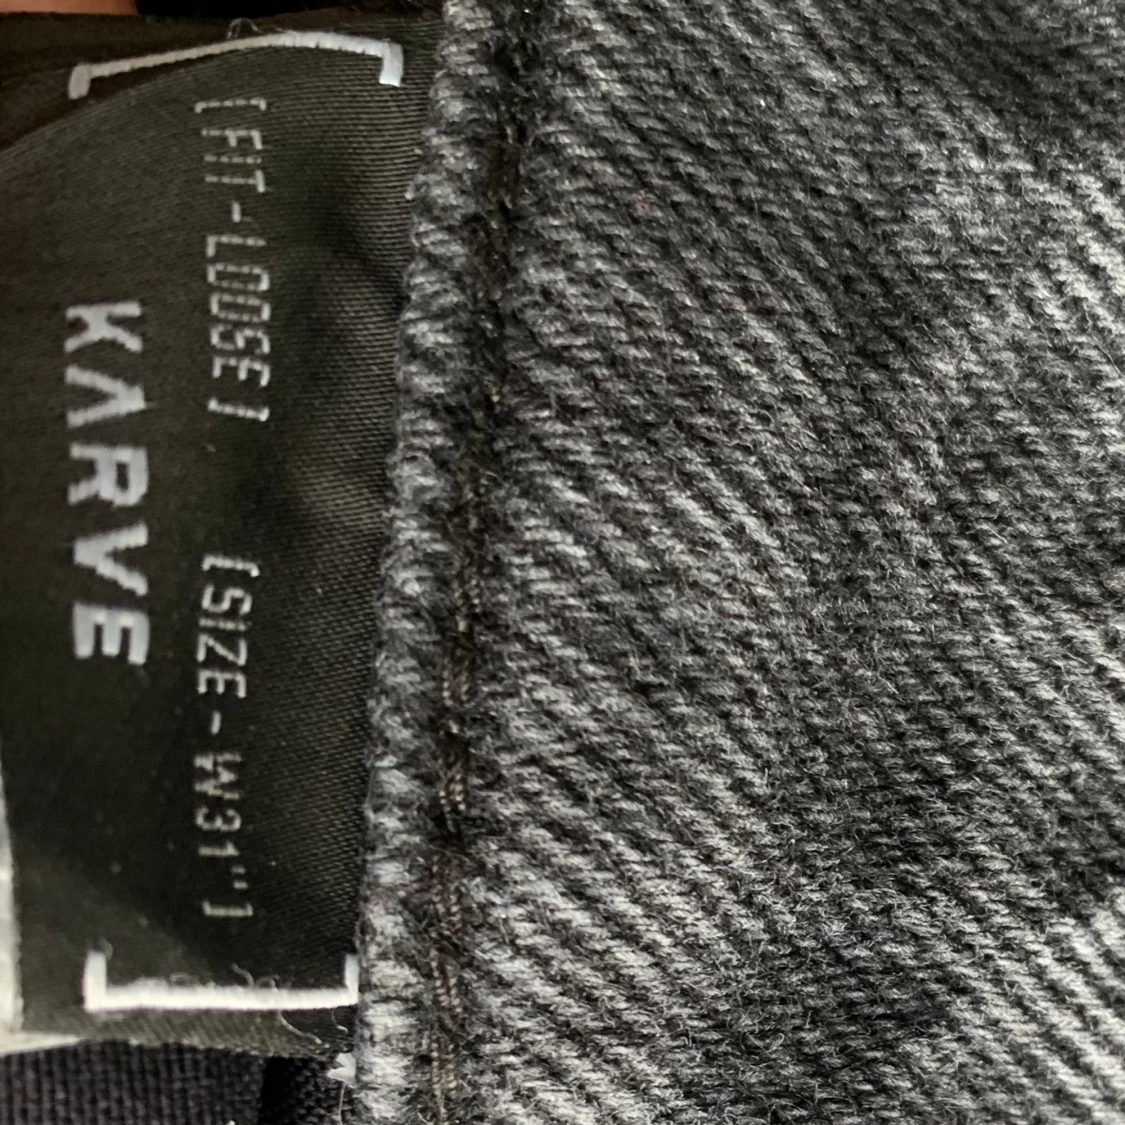 [ FIT - LOOSE ] [ SIZE - W31" ]
KARVE